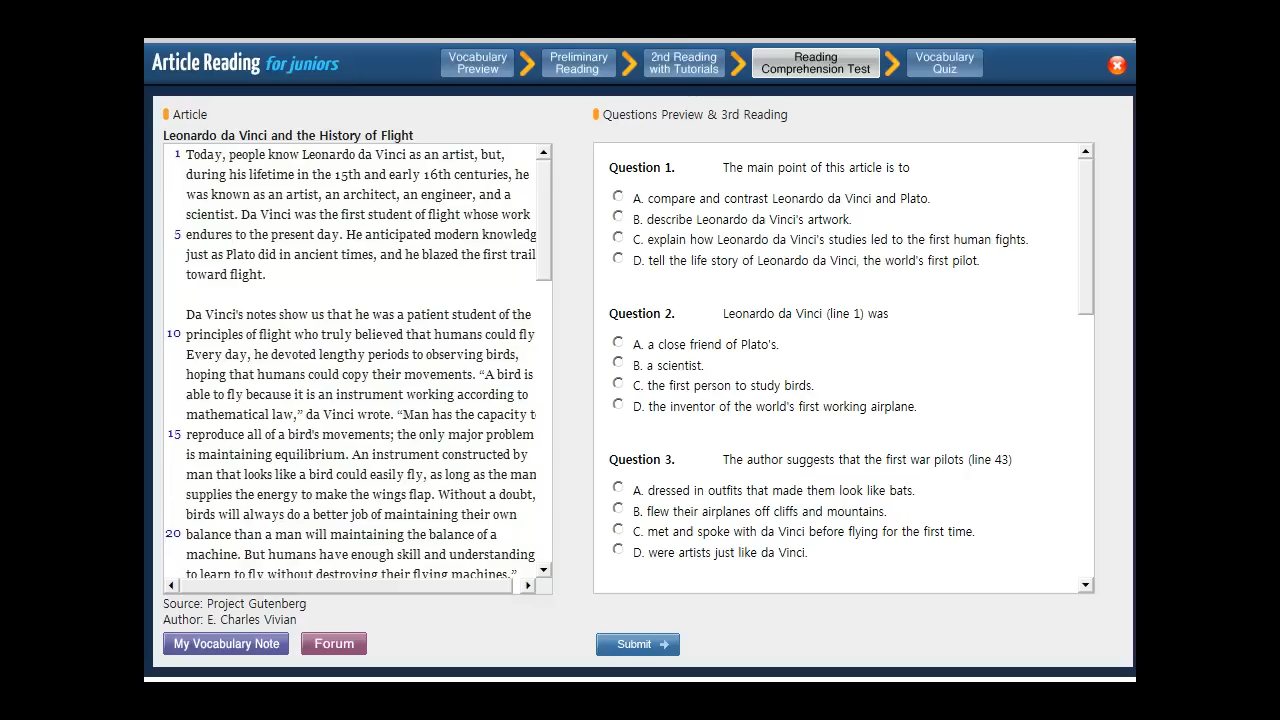 Article Reading for juniors
Vocabulary Preview
Preliminary Reading
2nd Reading with Tutorials
Reading Comprehension Test
Vocabulary Quiz
Article
Leonardo da Vinci and the History of Flight
1 Today, people know Leonardo da Vinci as an artist, but,
during his lifetime in the 15th and early 16th centuries, he
was known as an artist, an architect, an engineer, and a
scientist. Da Vinci was the first student of flight whose work
5 endures to the present day. He anticipated modern knowledg
just as Plato did in ancient times, and he blazed the first trail
toward flight.
Da Vinci's notes show us that he was a patient student of the
10 principles of flight who truly believed that humans could fly
Every day, he devoted lengthy periods to observing birds,
hoping that humans could copy their movements. “A bird is
able to fly because it is an instrument working according to
mathematical law,” da Vinci wrote. “Man has the capacity t
15 reproduce all of a bird's movements; the only major problem
is maintaining equilibrium. An instrument constructed by
man that looks like a bird could easily fly, as long as the man
supplies the energy to make the wings flap. Without a doubt,
birds will always do a better job of maintaining their own
20 balance than a man will maintaining the balance of a
machine. But humans have enough skill and understanding
to learn to fly without destroying their flying machines.”
Source: Project Gutenberg
Author: E. Charles Vivian
My Vocabulary Note
Forum
Questions Preview & 3rd Reading
Question 1. The main point of this article is to
A. compare and contrast Leonardo da Vinci and Plato.
B. describe Leonardo da Vinci's artwork.
C. explain how Leonardo da Vinci's studies led to the first human fights.
D. tell the life story of Leonardo da Vinci, the world's first pilot.
Question 2. Leonardo da Vinci (line 1) was
A. a close friend of Plato's.
B. a scientist.
C. the first person to study birds.
D. the inventor of the world's first working airplane.
Question 3. The author suggests that the first war pilots (line 43)
A. dressed in outfits that made them look like bats.
B. flew their airplanes off cliffs and mountains.
C. met and spoke with da Vinci before flying for the first time.
D. were artists just like da Vinci.
Submit